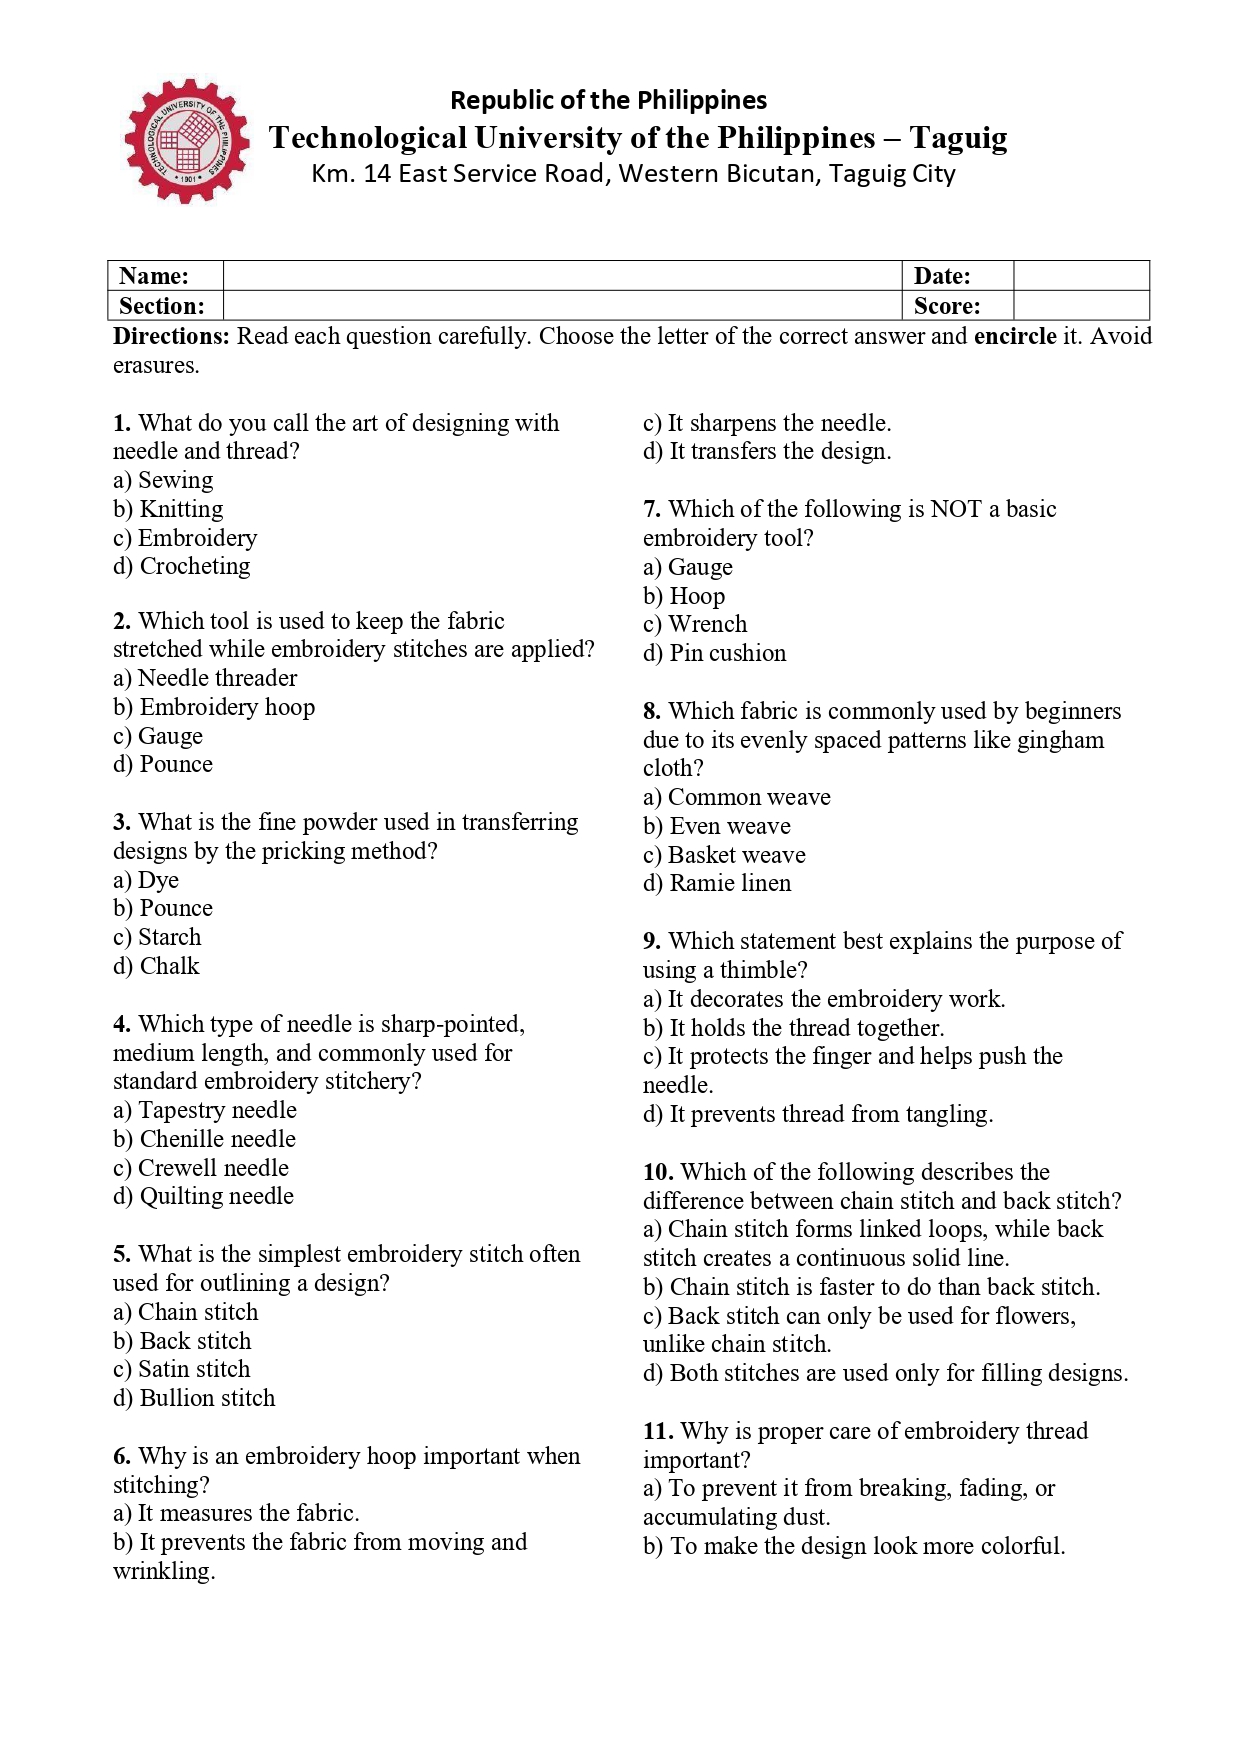 TECHNOLOGICAL UNIVERSITY OF THE PHILIPPINES
• 1901 •
Republic of the Philippines
Technological University of the Philippines – Taguig
Km. 14 East Service Road, Western Bicutan, Taguig City
Name: Date:
Section: Score:
Directions: Read each question carefully. Choose the letter of the correct answer and encircle it. Avoid
erasures.
1. What do you call the art of designing with
needle and thread?
a) Sewing
b) Knitting
c) Embroidery
d) Crocheting
2. Which tool is used to keep the fabric
stretched while embroidery stitches are applied?
a) Needle threader
b) Embroidery hoop
c) Gauge
d) Pounce
3. What is the fine powder used in transferring
designs by the pricking method?
a) Dye
b) Pounce
c) Starch
d) Chalk
4. Which type of needle is sharp-pointed,
medium length, and commonly used for
standard embroidery stitchery?
a) Tapestry needle
b) Chenille needle
c) Crewell needle
d) Quilting needle
5. What is the simplest embroidery stitch often
used for outlining a design?
a) Chain stitch
b) Back stitch
c) Satin stitch
d) Bullion stitch
6. Why is an embroidery hoop important when
stitching?
a) It measures the fabric.
b) It prevents the fabric from moving and
wrinkling.
c) It sharpens the needle.
d) It transfers the design.
7. Which of the following is NOT a basic
embroidery tool?
a) Gauge
b) Hoop
c) Wrench
d) Pin cushion
8. Which fabric is commonly used by beginners
due to its evenly spaced patterns like gingham
cloth?
a) Common weave
b) Even weave
c) Basket weave
d) Ramie linen
9. Which statement best explains the purpose of
using a thimble?
a) It decorates the embroidery work.
b) It holds the thread together.
c) It protects the finger and helps push the
needle.
d) It prevents thread from tangling.
10. Which of the following describes the
difference between chain stitch and back stitch?
a) Chain stitch forms linked loops, while back
stitch creates a continuous solid line.
b) Chain stitch is faster to do than back stitch.
c) Back stitch can only be used for flowers,
unlike chain stitch.
d) Both stitches are used only for filling designs.
11. Why is proper care of embroidery thread
important?
a) To prevent it from breaking, fading, or
accumulating dust.
b) To make the design look more colorful.